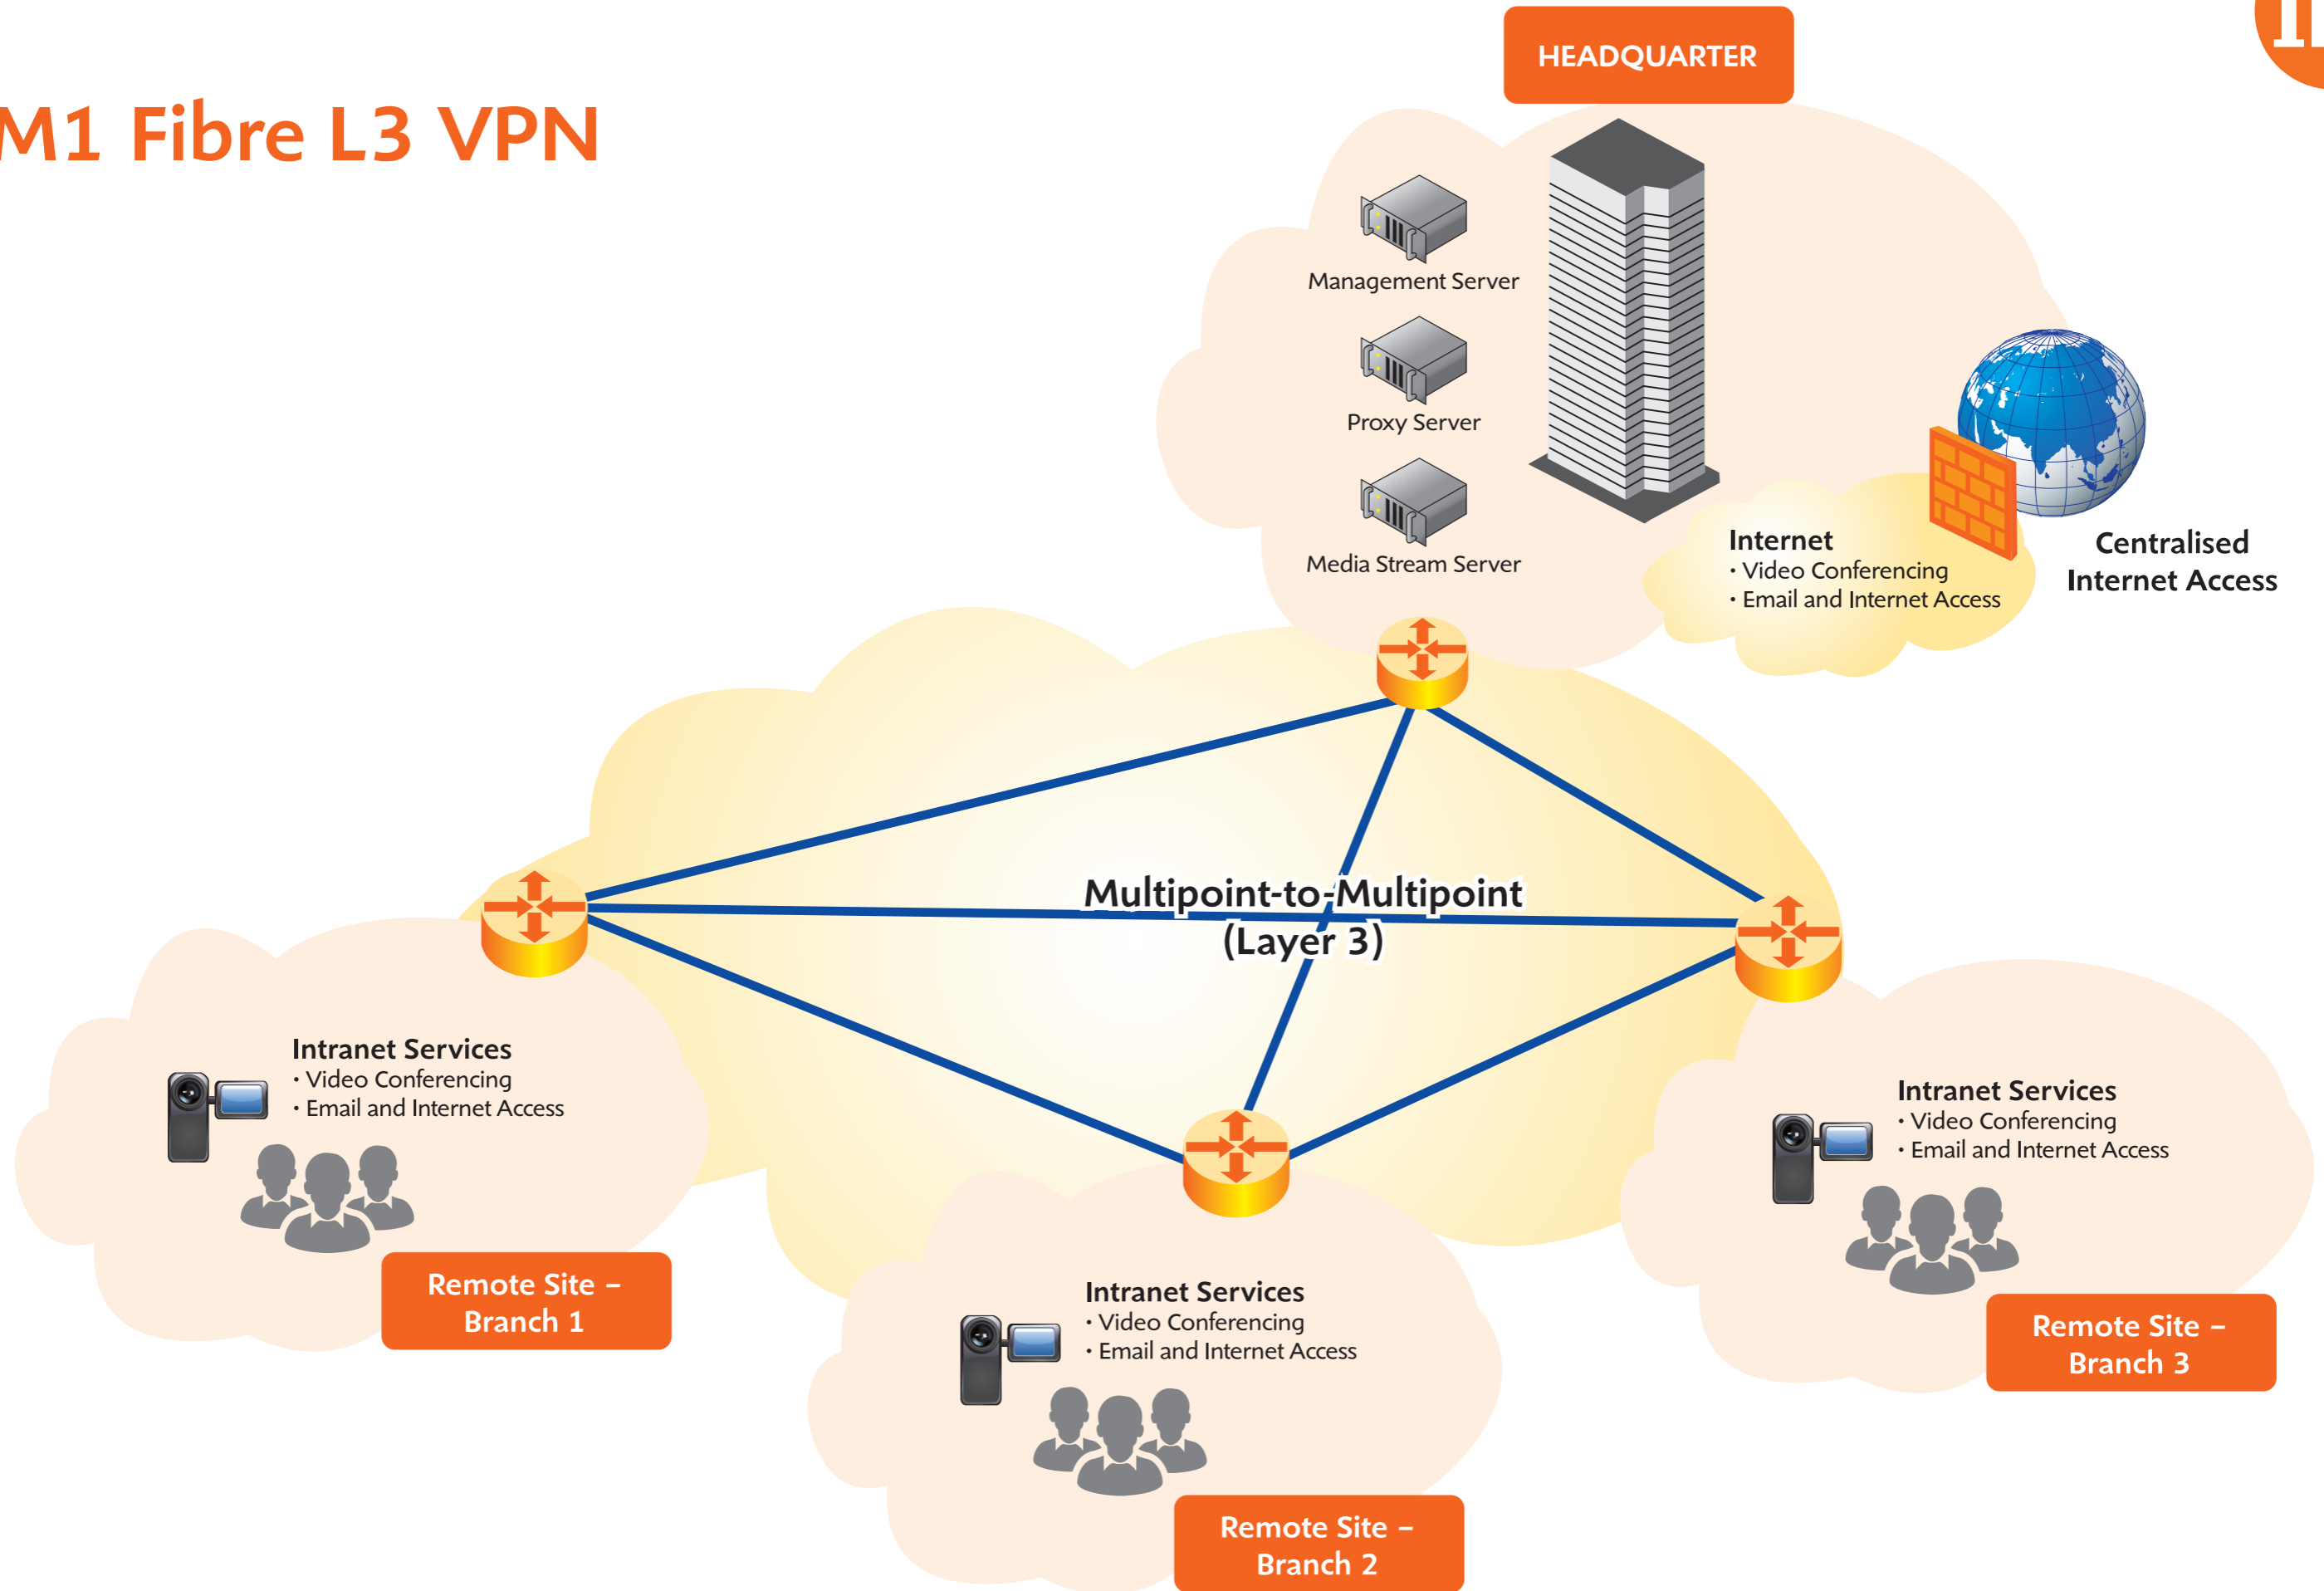 M1 Fibre L3 VPN
HEADQUARTER
Management Server
Proxy Server
Media Stream Server
Internet
· Video Conferencing
· Email and Internet Access
Centralised
Internet Access
Multipoint-to-Multipoint
(Layer 3)
Intranet Services
· Video Conferencing
· Email and Internet Access
Remote Site –
Branch 1
Intranet Services
· Video Conferencing
· Email and Internet Access
Remote Site –
Branch 2
Intranet Services
· Video Conferencing
· Email and Internet Access
Remote Site –
Branch 3